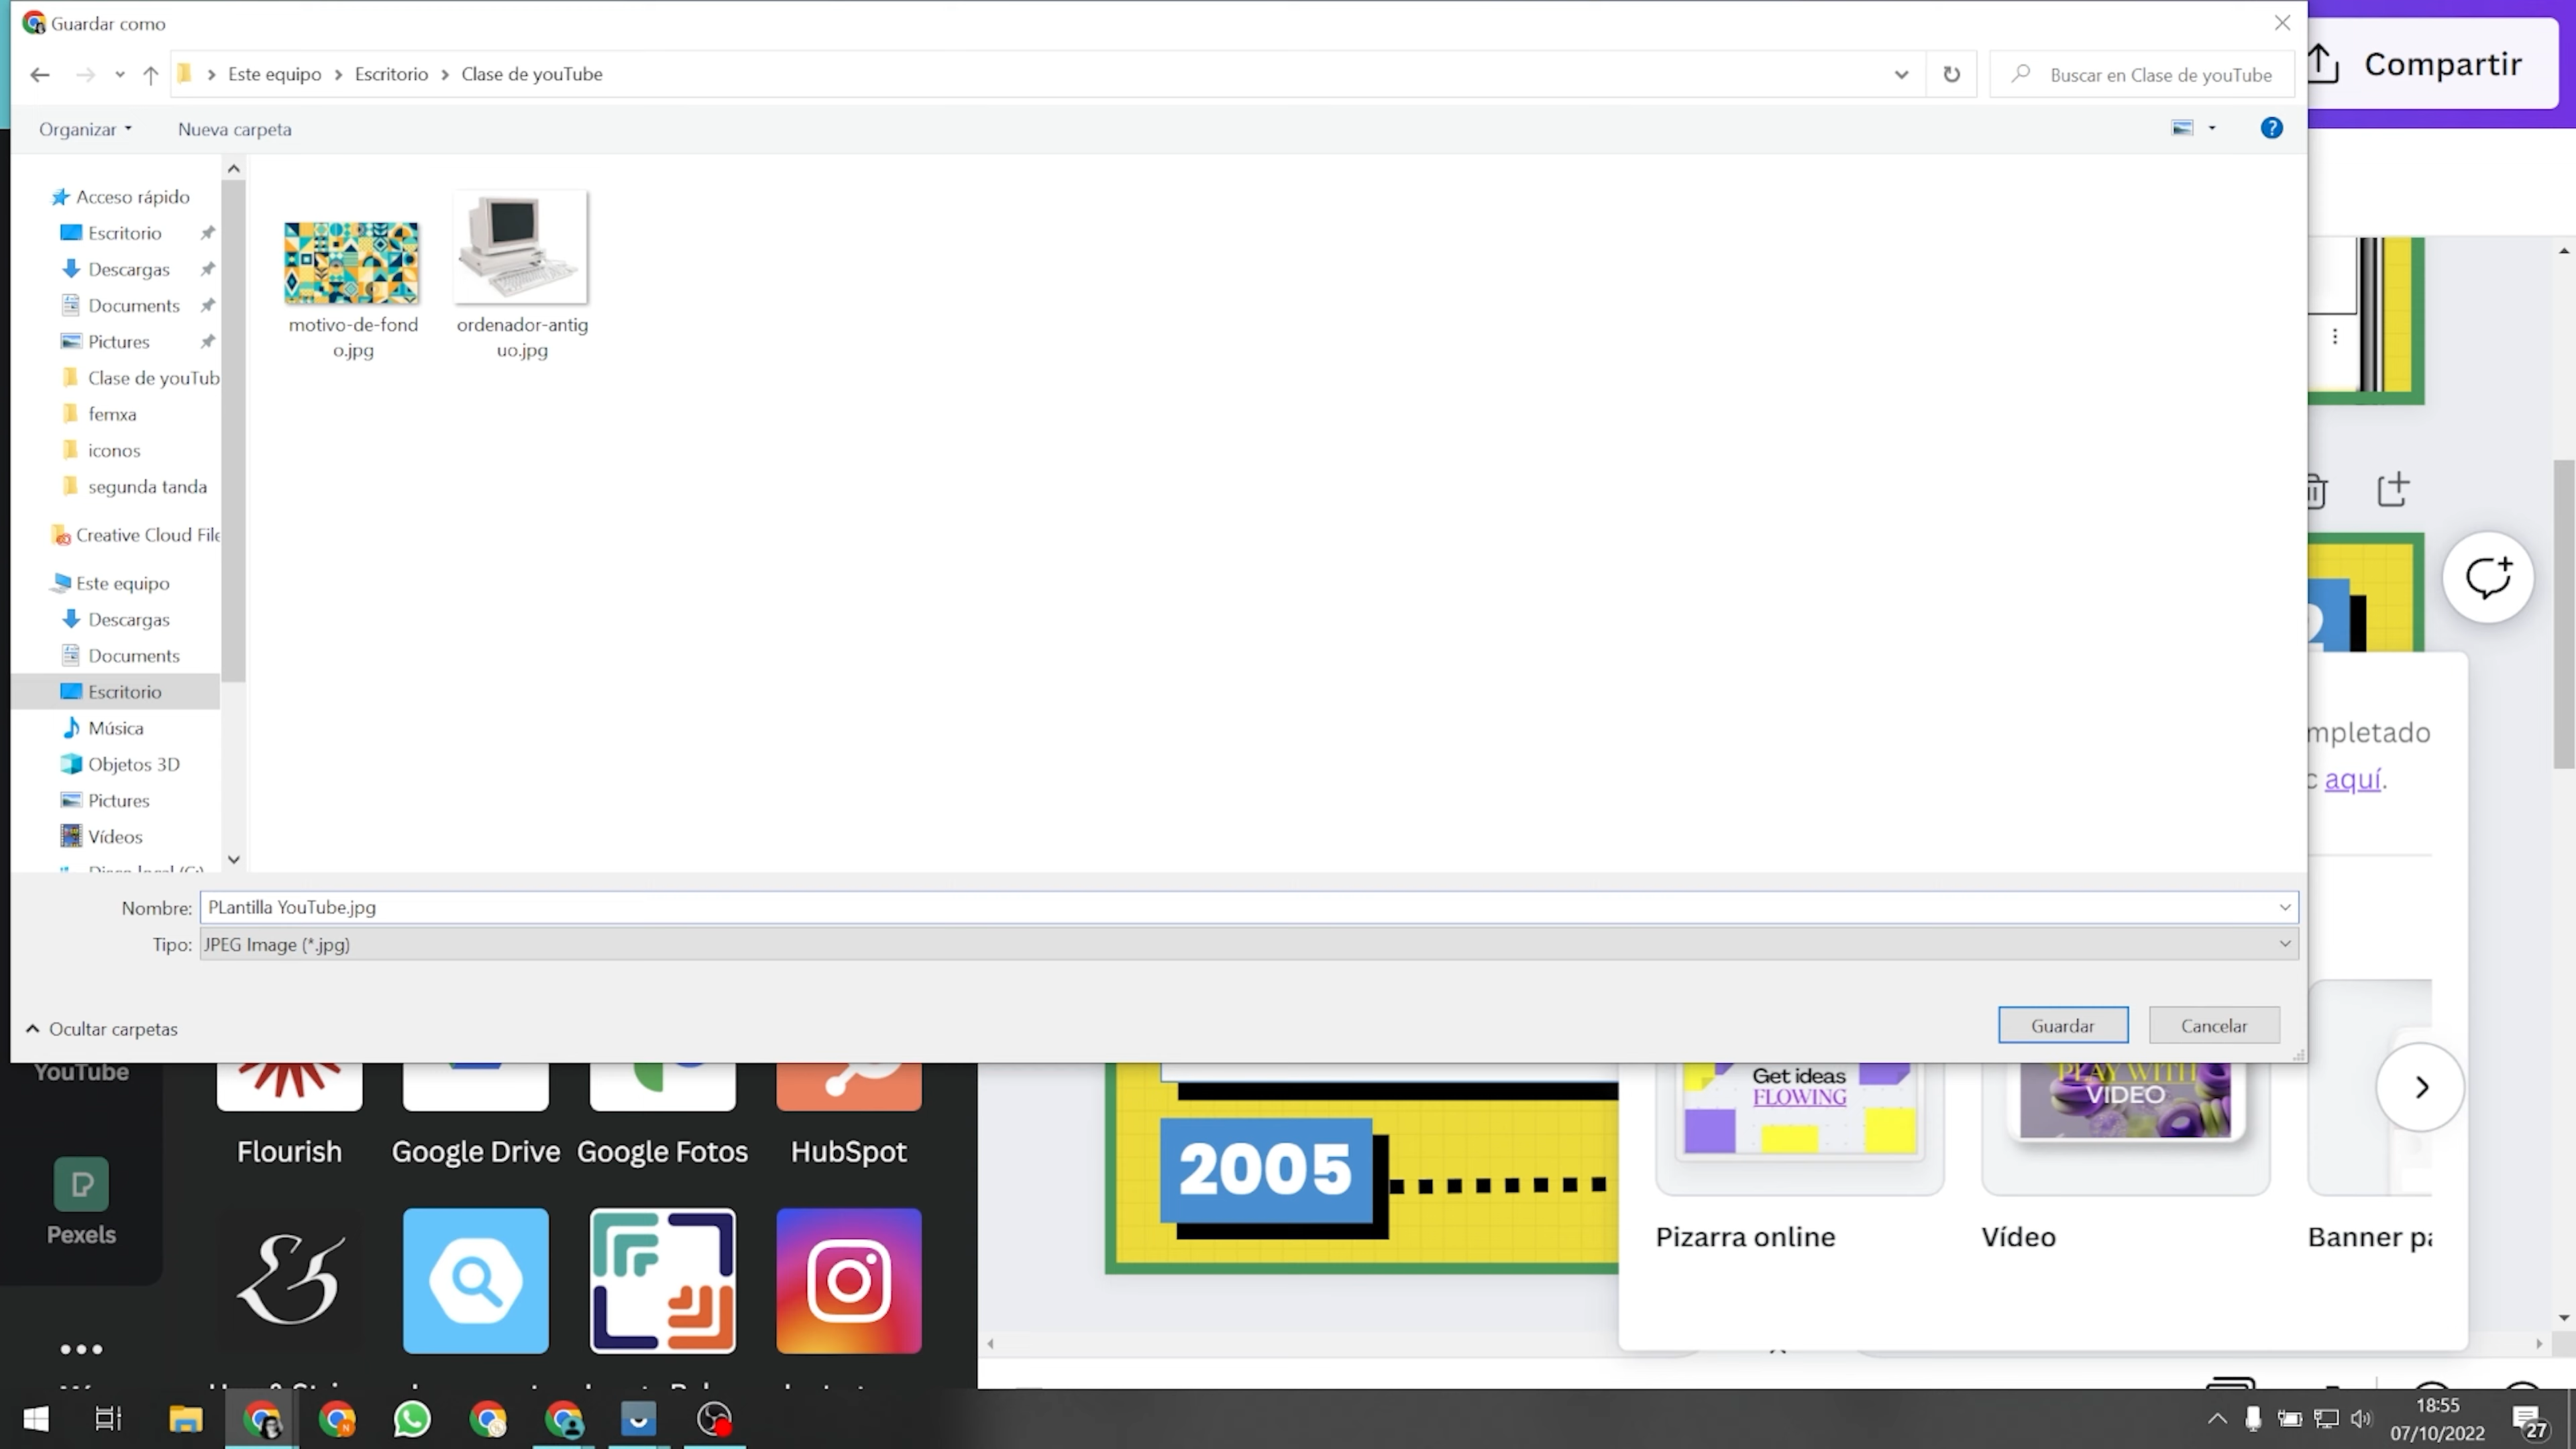 Guardar como
Compartir
Este equipo > Escritorio > Clase de youTube
Buscar en Clase de youTube
Organizar
Nueva carpeta
Acceso rápido
Escritorio
Descargas
Documents
Pictures
Clase de youTub
femxa
iconos
segunda tanda
Creative Cloud File
Este equipo
Descargas
Documents
Escritorio
Música
Objetos 3D
Pictures
Vídeos
motivo-de-fond
o.jpg
ordenador-antig
uo.jpg
mpletado
c aquí.
Nombre: PLantilla YouTube.jpg
Tipo: JPEG Image (*.jpg)
Ocultar carpetas
Guardar
Cancelar
YouTube
Pexels
Flourish
Google Drive
Google Fotos
HubSpot
2005
Get ideas
FLOWING
PLAY WITH
VIDEO
Pizarra online
Vídeo
Banner pa
18:55
07/10/2022
27